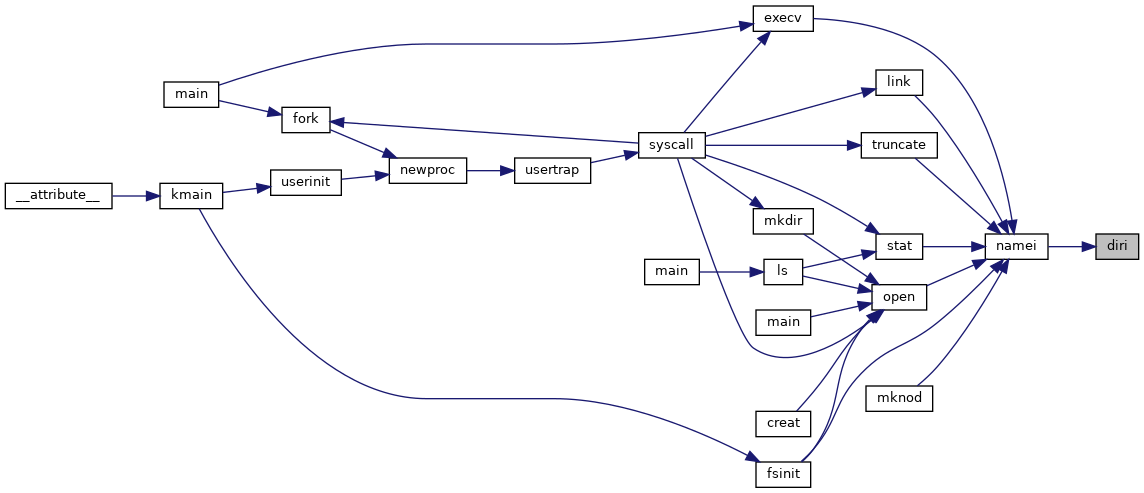 execv
link
main
fork
truncate
syscall
newproc
usertrap
userinit
__attribute__
kmain
mkdir
stat
namei
diri
main
ls
open
main
mknod
creat
fsinit